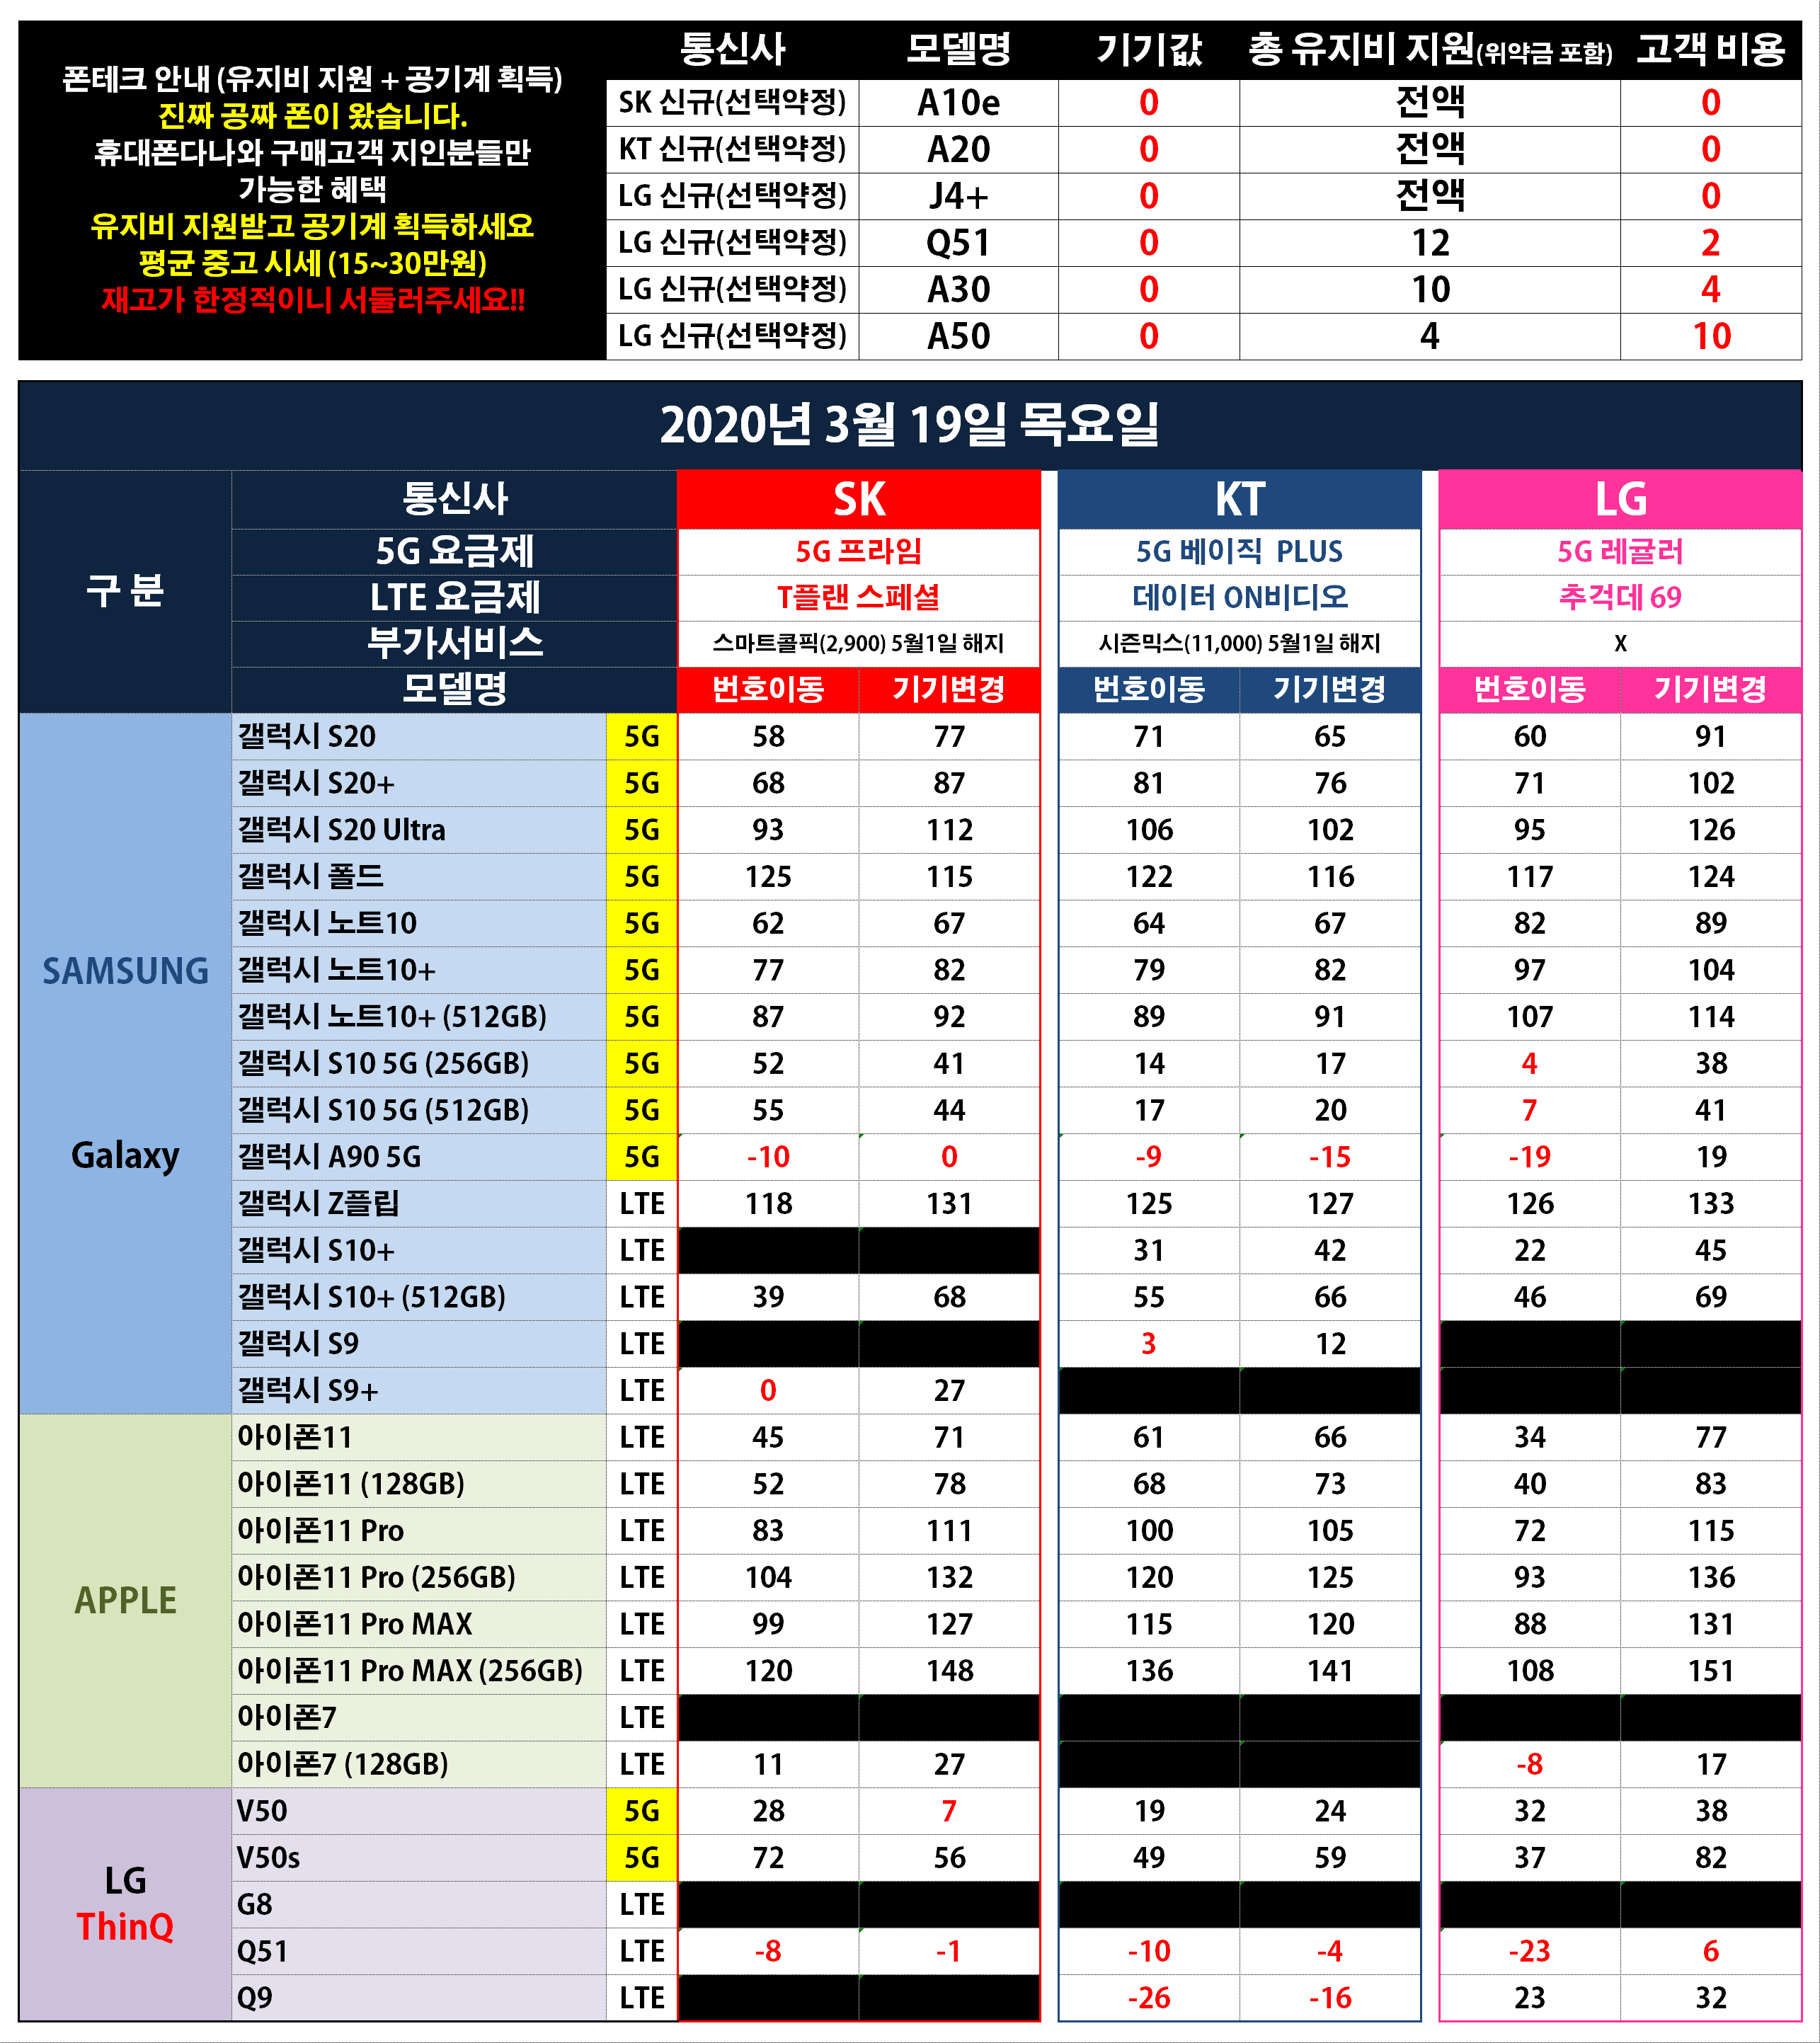 폰테크 안내 (유지비 지원 + 공기계 획득)
진짜 공짜 폰이 왔습니다.
휴대폰다나와 구매고객 지인분들만
가능한 혜택
유지비 지원받고 공기계 획득하세요
평균 중고 시세 (15~30만원)
재고가 한정적이니 서둘러주세요!!
통신사 모델명 기기값 총 유지비 지원(위약금 포함) 고객 비용
SK 신규(선택약정) A10e 0 전액 0
KT 신규(선택약정) A20 0 전액 0
LG 신규(선택약정) J4+ 0 전액 0
LG 신규(선택약정) Q51 0 12 2
LG 신규(선택약정) A30 0 10 4
LG 신규(선택약정) A50 0 4 10
2020년 3월 19일 목요일
구 분
통신사 SK KT LG
5G 요금제 5G 프라임 5G 베이직 PLUS 5G 레귤러
LTE 요금제 T플랜 스페셜 데이터 ON비디오 추걱데 69
부가서비스 스마트콜픽(2,900) 5월1일 해지 시즌믹스(11,000) 5월1일 해지 X
모델명 번호이동 기기변경 번호이동 기기변경 번호이동 기기변경
SAMSUNG
Galaxy
갤럭시 S20 5G 58 77 71 65 60 91
갤럭시 S20+ 5G 68 87 81 76 71 102
갤럭시 S20 Ultra 5G 93 112 106 102 95 126
갤럭시 폴드 5G 125 115 122 116 117 124
갤럭시 노트10 5G 62 67 64 67 82 89
갤럭시 노트10+ 5G 77 82 79 82 97 104
갤럭시 노트10+ (512GB) 5G 87 92 89 91 107 114
갤럭시 S10 5G (256GB) 5G 52 41 14 17 4 38
갤럭시 S10 5G (512GB) 5G 55 44 17 20 7 41
갤럭시 A90 5G 5G -10 0 -9 -15 -19 19
갤럭시 Z플립 LTE 118 131 125 127 126 133
갤럭시 S10+ LTE 31 42 22 45
갤럭시 S10+ (512GB) LTE 39 68 55 66 46 69
갤럭시 S9 LTE 3 12
갤럭시 S9+ LTE 0 27
APPLE
아이폰11 LTE 45 71 61 66 34 77
아이폰11 (128GB) LTE 52 78 68 73 40 83
아이폰11 Pro LTE 83 111 100 105 72 115
아이폰11 Pro (256GB) LTE 104 132 120 125 93 136
아이폰11 Pro MAX LTE 99 127 115 120 88 131
아이폰11 Pro MAX (256GB) LTE 120 148 136 141 108 151
아이폰7 LTE
아이폰7 (128GB) LTE 11 27 -8 17
LG
ThinQ
V50 5G 28 7 19 24 32 38
V50s 5G 72 56 49 59 37 82
G8 LTE
Q51 LTE -8 -1 -10 -4 -23 6
Q9 LTE -26 -16 23 32